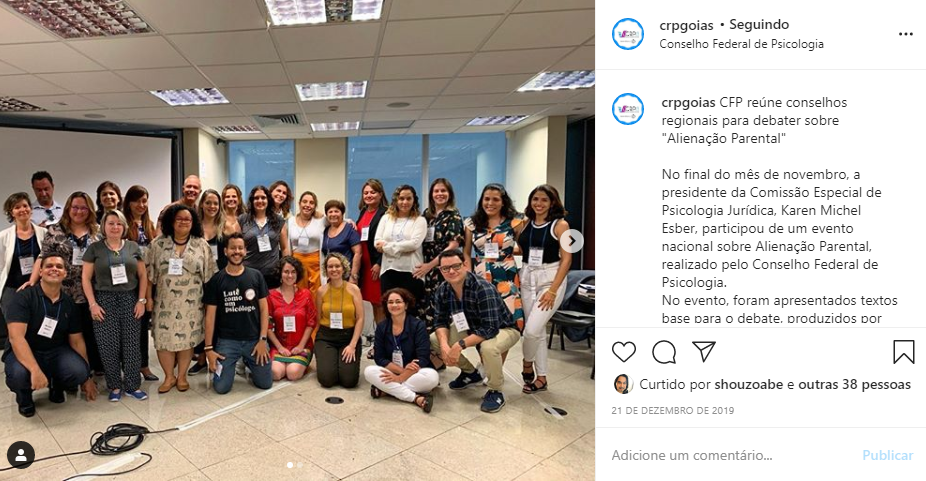 crpgoias • Seguindo
Conselho Federal de Psicologia
crpgoias CFP reúne conselhos
regionais para debater sobre
"Alienação Parental"
No final do mês de novembro, a
presidente da Comissão Especial de
Psicologia Jurídica, Karen Michel
Esber, participou de um evento
nacional sobre Alienação Parental,
realizado pelo Conselho Federal de
Psicologia.
No evento, foram apresentados textos
base para o debate, produzidos por
Curtido por shouzoabe e outras 38 pessoas
21 DE DEZEMBRO DE 2019
Adicione um comentário...
Publicar
Lute
como um
psicólogo